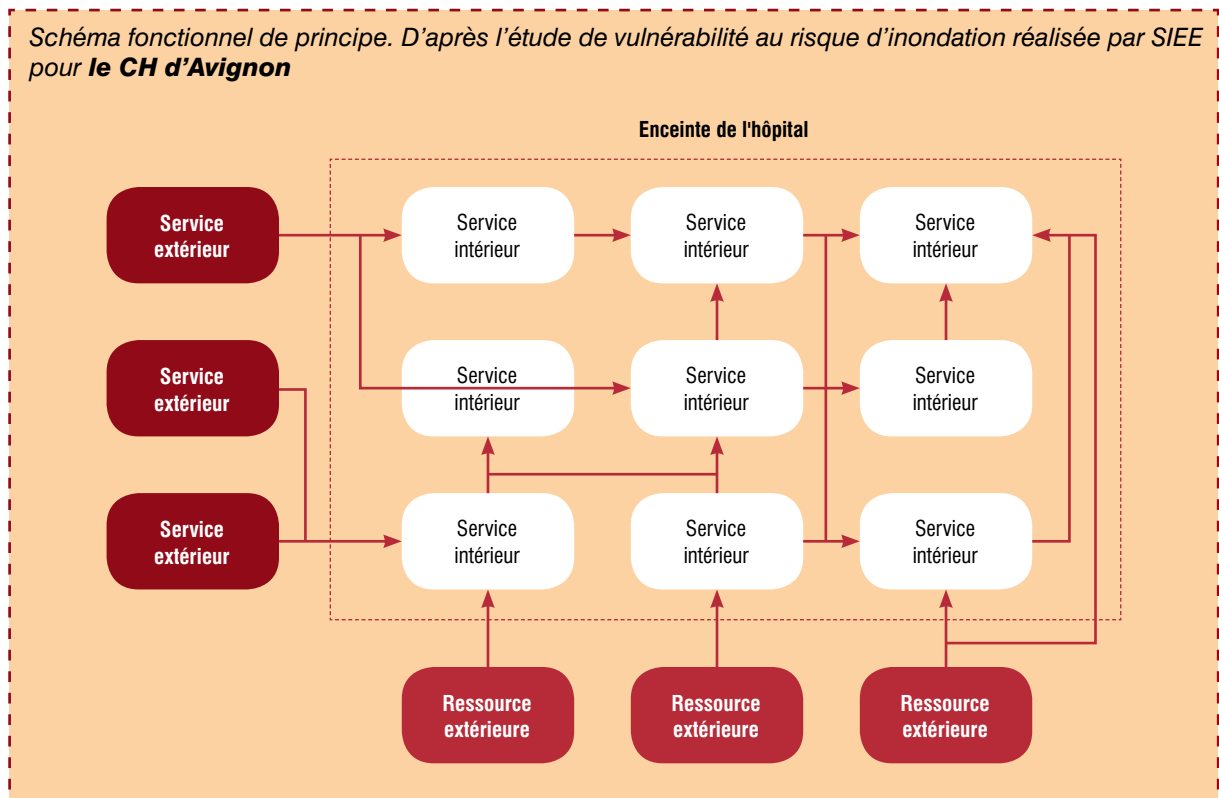 Schéma fonctionnel de principe. D'après l'étude de vulnérabilité au risque d'inondation réalisée par SIEE
pour le CH d'Avignon
Enceinte de l'hôpital
Service
extérieur
Service
intérieur
Service
intérieur
Service
intérieur
Service
extérieur
Service
intérieur
Service
intérieur
Service
intérieur
Service
extérieur
Service
intérieur
Service
intérieur
Service
intérieur
Ressource
extérieure
Ressource
extérieure
Ressource
extérieure